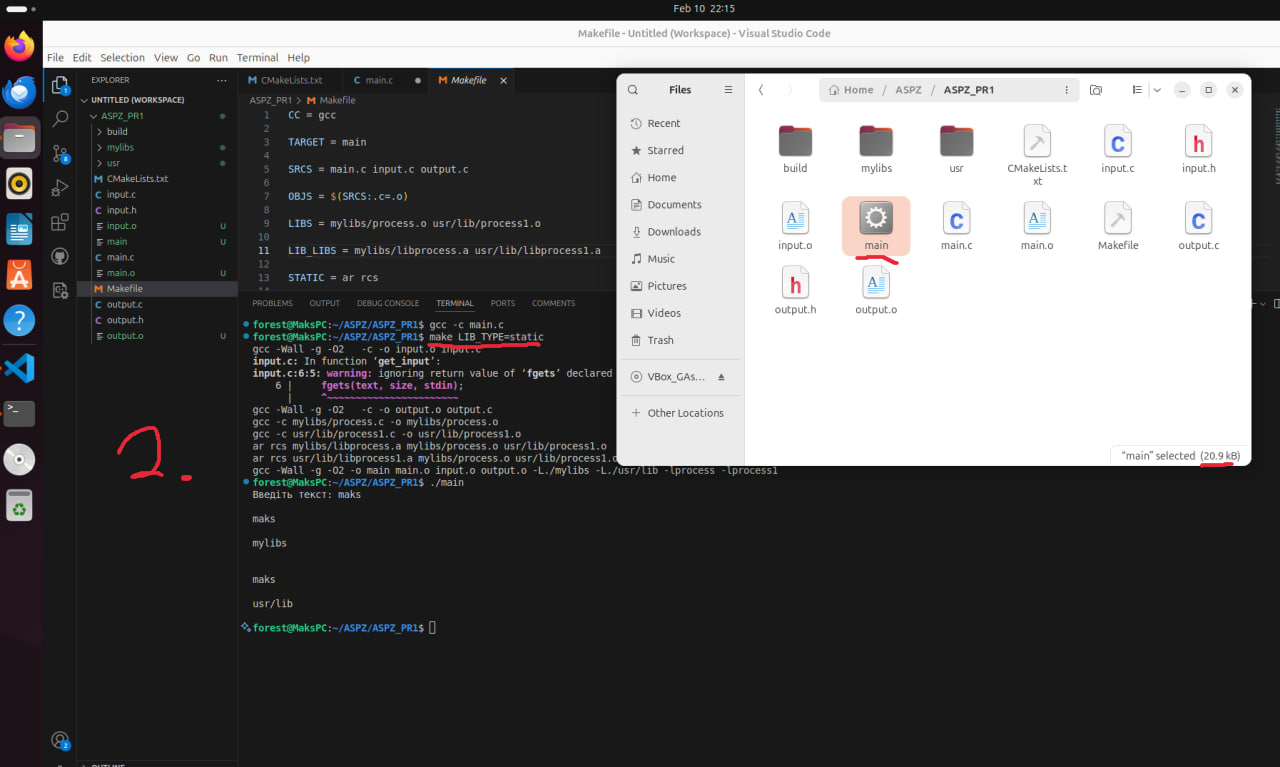 Feb 10 22:15
Makefile - Untitled (Workspace) - Visual Studio Code
File Edit Selection View Go Run Terminal Help
EXPLORER
UNTITLED (WORKSPACE)
ASPZ_PR1
build
mylibs
usr
CMakeLists.txt
input.c
input.h
input.o U
main U
main.c
main.o U
Makefile
output.c
output.h
output.o U
OUTLINE
1
8
2
CMakeLists.txt
main.c
Makefile
ASPZ_PR1 > Makefile
1 CC = gcc
2
3 TARGET = main
4
5 SRCS = main.c input.c output.c
6
7 OBJS = $(SRCS:.c=.o)
8
9 LIBS = mylibs/process.o usr/lib/process1.o
10
11 LIB_LIBS = mylibs/libprocess.a usr/lib/libprocess1.a
12
13 STATIC = ar rcs
14
PROBLEMS OUTPUT DEBUG CONSOLE TERMINAL PORTS COMMENTS
forest@MaksPC:~/ASPZ/ASPZ_PR1$ gcc -c main.c
forest@MaksPC:~/ASPZ/ASPZ_PR1$ make LIB_TYPE=static
gcc -Wall -g -O2 -c -o input.o input.c
input.c: In function ‘get_input’:
input.c:6:5: warning: ignoring return value of ‘fgets’ declared
6 | fgets(text, size, stdin);
| ^~~~~~~~~~~~~~~~~~~~~~~~
gcc -Wall -g -O2 -c -o output.o output.c
gcc -c mylibs/process.c -o mylibs/process.o
gcc -c usr/lib/process1.c -o usr/lib/process1.o
ar rcs mylibs/libprocess.a mylibs/process.o usr/lib/process1.o
ar rcs usr/lib/libprocess1.a mylibs/process.o usr/lib/process1.o
gcc -Wall -g -O2 -o main main.o input.o output.o -L./mylibs -L./usr/lib -lprocess -lprocess1
forest@MaksPC:~/ASPZ/ASPZ_PR1$ ./main
Введіть текст: maks
maks
mylibs
maks
usr/lib
forest@MaksPC:~/ASPZ/ASPZ_PR1$
2.
Files
Recent
Starred
Home
Documents
Downloads
Music
Pictures
Videos
Trash
VBox_GAs...
Other Locations
Home / ASPZ / ASPZ_PR1
build
mylibs
usr
CMakeLists.t
xt
input.c
input.h
input.o
main
main.c
main.o
Makefile
output.c
output.h
output.o
“main” selected (20.9 kB)